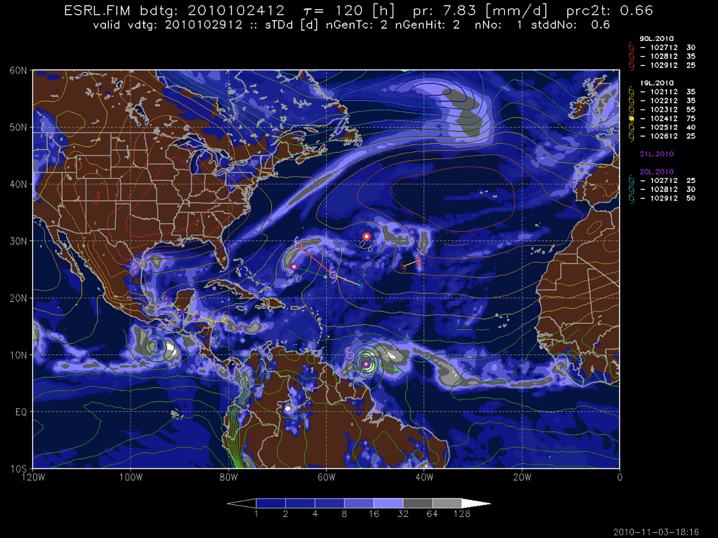 ESRL.FIM bdtg: 2010102412 τ= 120 [h] pr: 7.83 [mm/d] prc2t: 0.66
valid vdtg: 2010102912 :: sTDd [d] nGenTc: 2 nGenHit: 2 nNo: 1 stddNo: 0.6
90L.2010
- 102712 30
- 102812 35
- 102912 25
19L.2010
- 102112 35
- 102212 35
- 102312 55
- 102412 75
- 102512 40
- 102612 25
21L.2010
20L.2010
- 102712 25
- 102812 30
- 102912 50
60N
50N
40N
30N
20N
10N
EQ
10S
120W 100W 80W 60W 40W 20W 0
1 2 4 8 16 32 64 128
2010-11-03-18:16